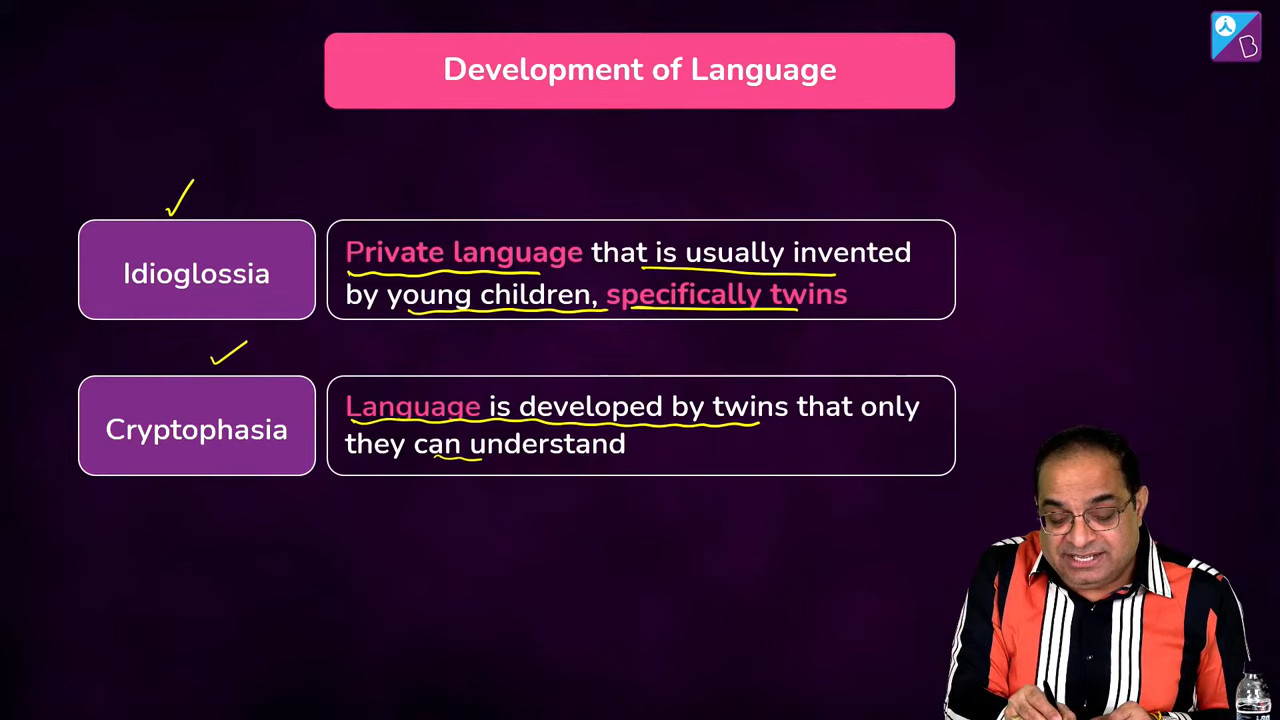 Development of Language
Idioglossia
Private language that is usually invented
by young children, specifically twins
Cryptophasia
Language is developed by twins that only
they can understand
B